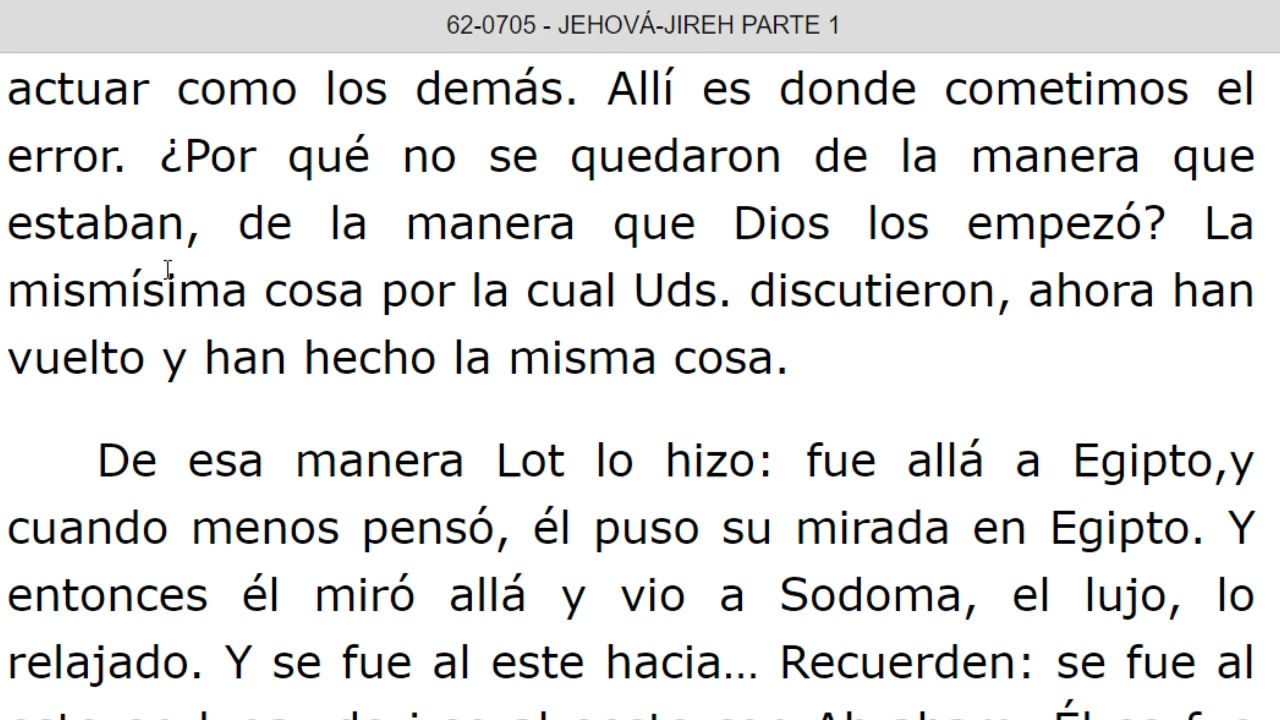 62-0705 - JEHOVÁ-JIREH PARTE 1
actuar como los demás. Allí es donde cometimos el
error. ¿Por qué no se quedaron de la manera que
estaban, de la manera que Dios los empezó? La
mismísima cosa por la cual Uds. discutieron, ahora han
vuelto y han hecho la misma cosa.
De esa manera Lot lo hizo: fue allá a Egipto,y
cuando menos pensó, él puso su mirada en Egipto. Y
entonces él miró allá y vio a Sodoma, el lujo, lo
relajado. Y se fue al este hacia… Recuerden: se fue al